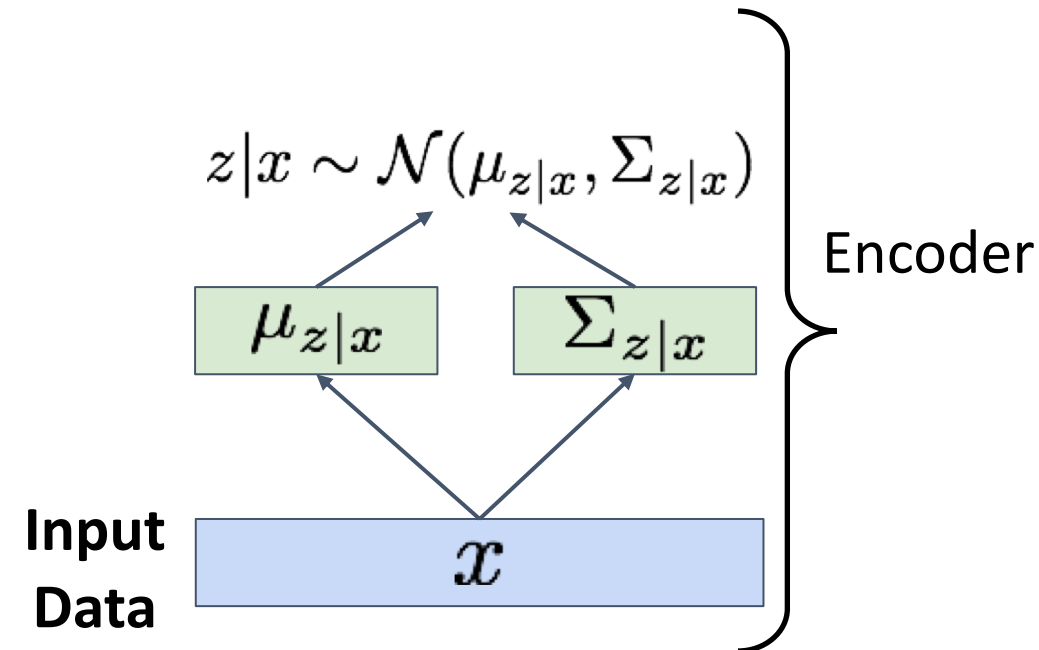 z|x ∼ 𝒩(μ_{z|x}, Σ_{z|x})
Encoder
μ_{z|x}
Σ_{z|x}
Input
Data
x